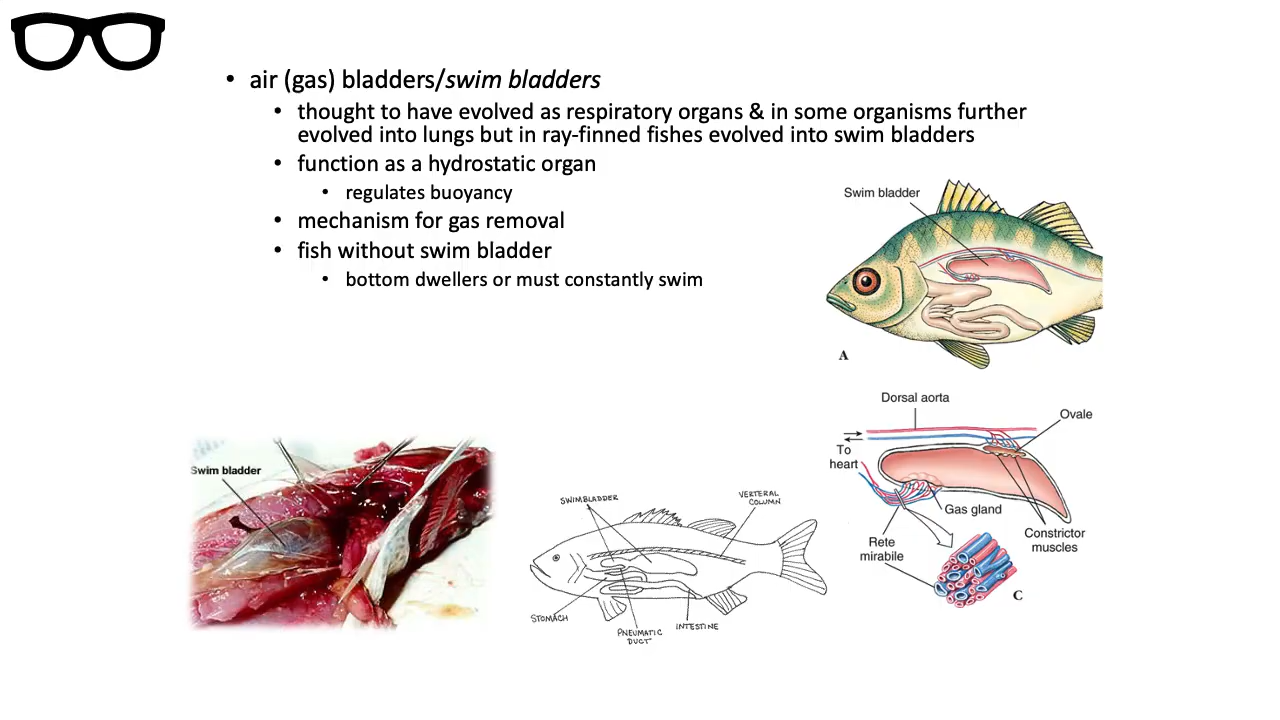 • air (gas) bladders/swim bladders
• thought to have evolved as respiratory organs & in some organisms further
evolved into lungs but in ray-finned fishes evolved into swim bladders
• function as a hydrostatic organ
• regulates buoyancy
• mechanism for gas removal
• fish without swim bladder
• bottom dwellers or must constantly swim
Swim bladder
A
Dorsal aorta
Ovale
To
heart
Gas gland
Rete
mirabile
Constrictor
muscles
C
Swim bladder
SWIMBLADDER
VERTERAL
COLUMN
STOMACH
PNEUMATIC
DUCT
INTESTINE